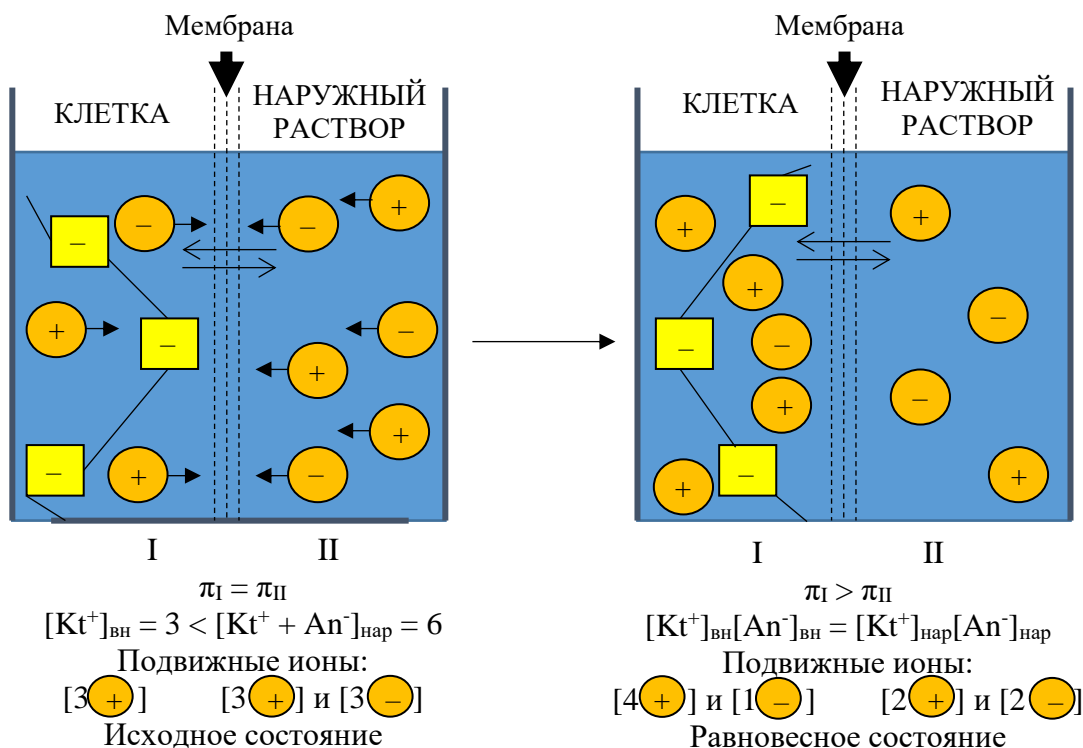 Мембрана
КЛЕТКА
НАРУЖНЫЙ
РАСТВОР
–
–
–
+
+
–
–
+
–
+
+
–
I
II
πI = πII
[Kt⁺]вн = 3 < [Kt⁺ + An⁻]нар = 6
Подвижные ионы:
[3 + ] [3 + ] и [3 – ]
Исходное состояние
Мембрана
КЛЕТКА
НАРУЖНЫЙ
РАСТВОР
–
+
+
+
–
–
–
+
–
+
–
+
I
II
πI > πII
[Kt⁺]вн[An⁻]вн = [Kt⁺]нар[An⁻]нар
Подвижные ионы:
[4 + ] и [1 – ] [2 + ] и [2 – ]
Равновесное состояние